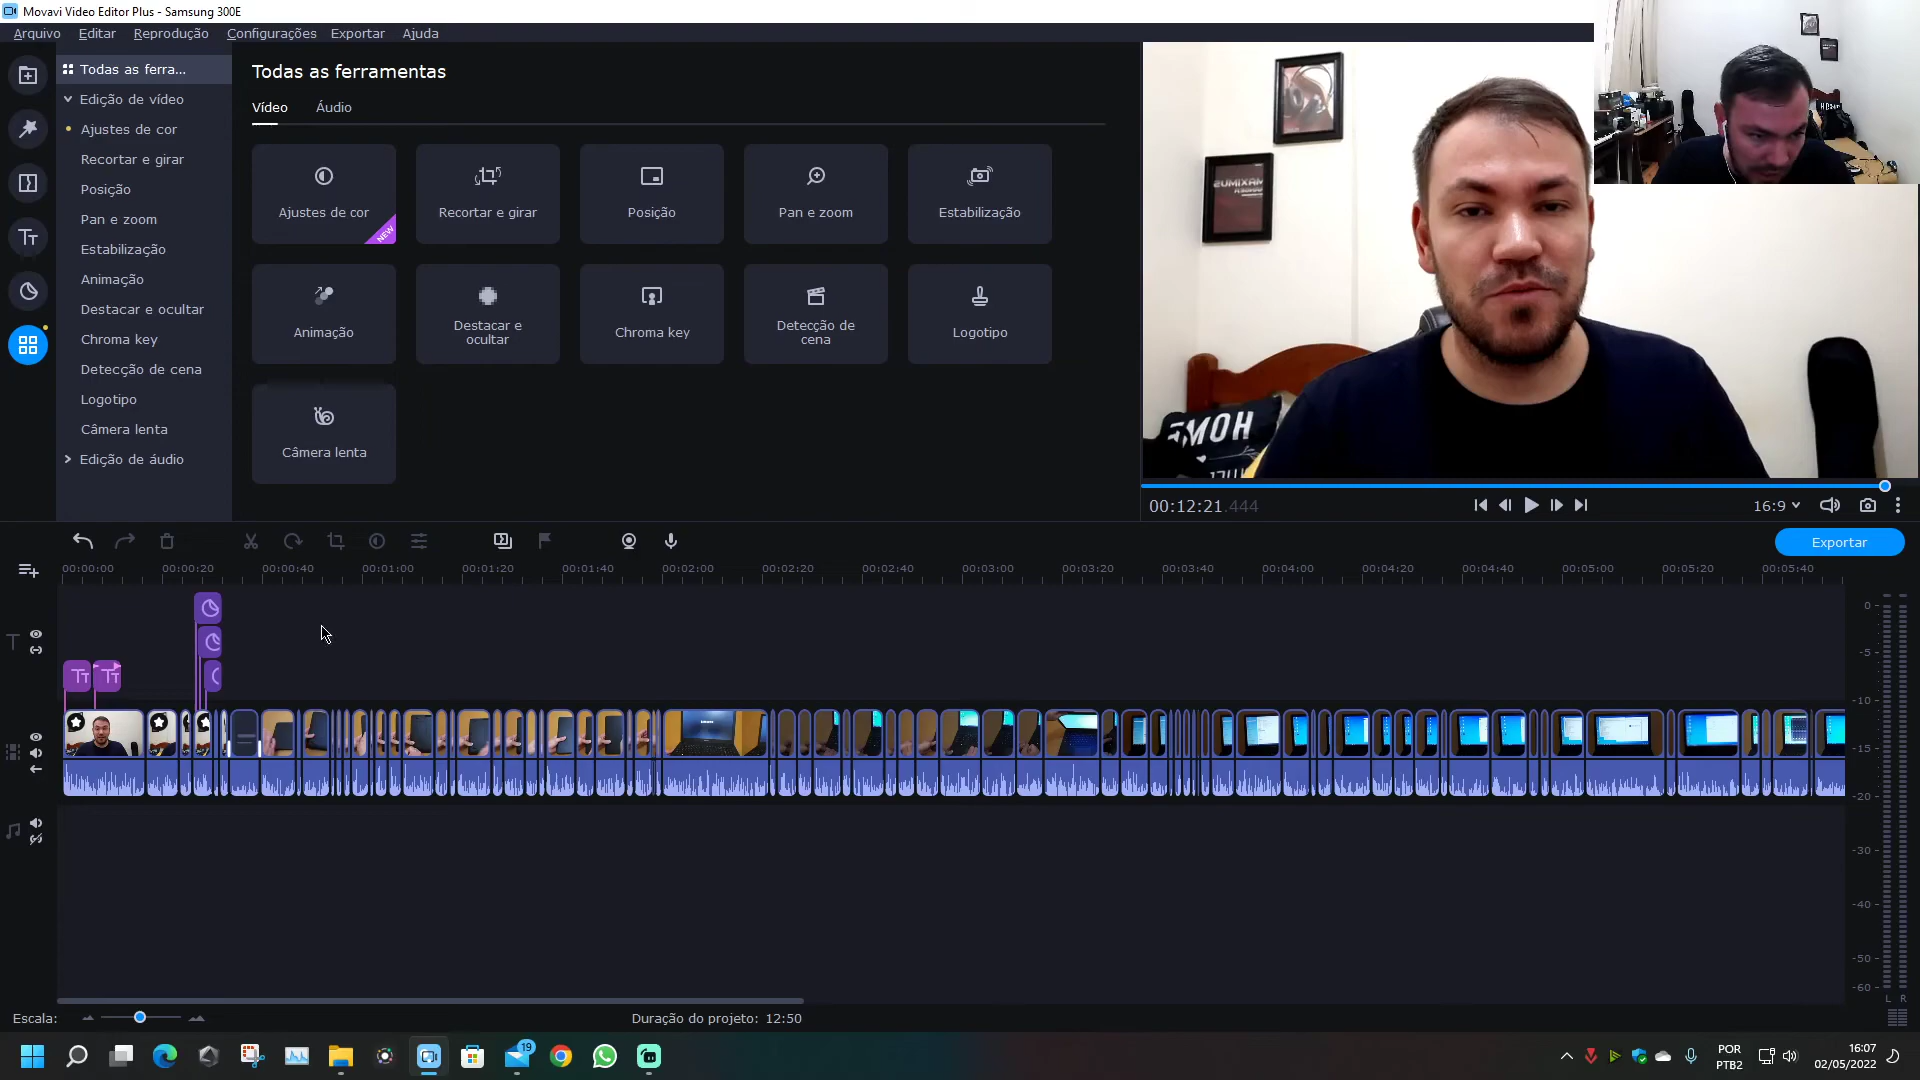 Movavi Video Editor Plus - Samsung 300E
Arquivo Editar Reprodução Configurações Exportar Ajuda
Todas as ferra...
Edição de vídeo
Ajustes de cor
Recortar e girar
Posição
Pan e zoom
Estabilização
Animação
Destacar e ocultar
Chroma key
Detecção de cena
Logotipo
Câmera lenta
Edição de áudio
Todas as ferramentas
Vídeo Áudio
Ajustes de cor
NEW
Recortar e girar
Posição
Pan e zoom
Estabilização
Animação
Destacar e
ocultar
Chroma key
Detecção de
cena
Logotipo
Câmera lenta
MAXIMUS
HOME
00:12:21.444
16:9
Exportar
00:00:00 00:00:20 00:00:40 00:01:00 00:01:20 00:01:40 00:02:00 00:02:20 00:02:40 00:03:00 00:03:20 00:03:40 00:04:00 00:04:20 00:04:40 00:05:00 00:05:20 00:05:40
0
-5
-10
-15
-20
-30
-40
-50
-60
L R
Escala:
Duração do projeto: 12:50
19
POR
PTB2
16:07
02/05/2022